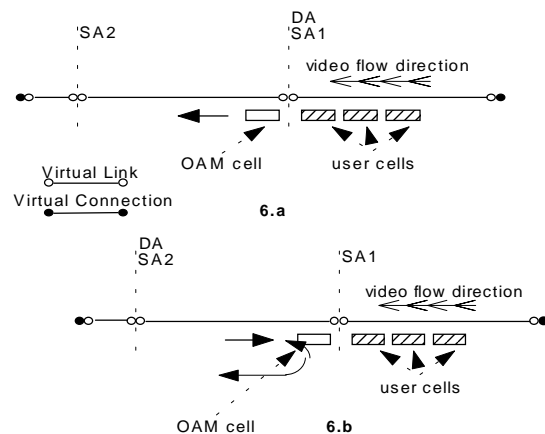 DA
SA2
SA1
video flow direction
OAM cell
user cells
Virtual Link
Virtual Connection
6.a
DA
SA2
SA1
video flow direction
user cells
OAM cell
6.b